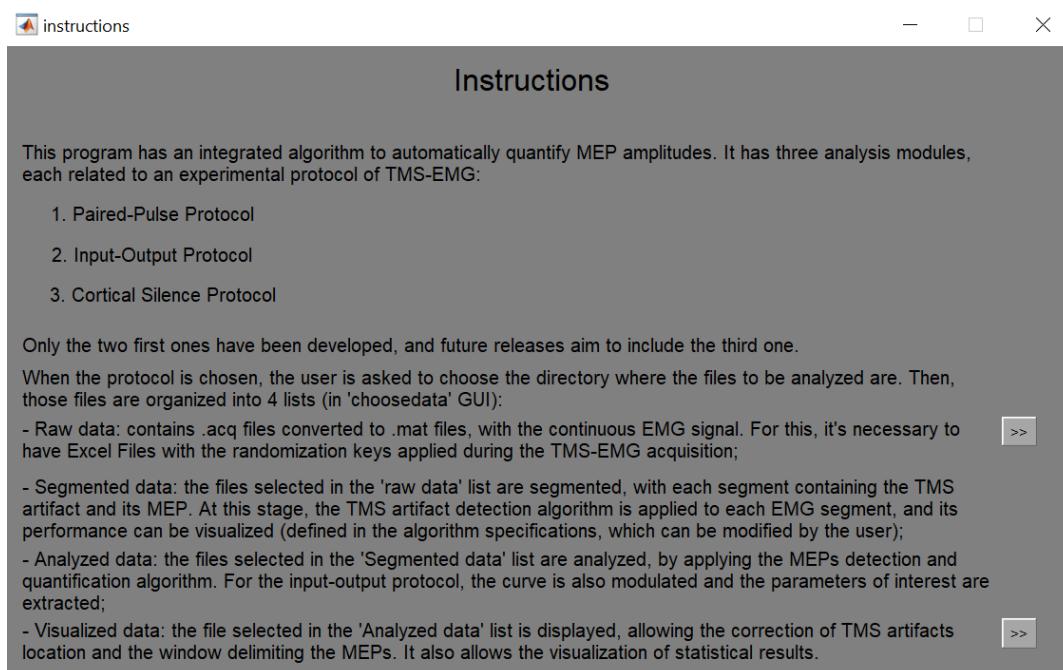 instructions
Instructions
This program has an integrated algorithm to automatically quantify MEP amplitudes. It has three analysis modules,
each related to an experimental protocol of TMS-EMG:
1. Paired-Pulse Protocol
2. Input-Output Protocol
3. Cortical Silence Protocol
Only the two first ones have been developed, and future releases aim to include the third one.
When the protocol is chosen, the user is asked to choose the directory where the files to be analyzed are. Then,
those files are organized into 4 lists (in 'choosedata' GUI):
- Raw data: contains .acq files converted to .mat files, with the continuous EMG signal. For this, it's necessary to
have Excel Files with the randomization keys applied during the TMS-EMG acquisition;
>>
- Segmented data: the files selected in the 'raw data' list are segmented, with each segment containing the TMS
artifact and its MEP. At this stage, the TMS artifact detection algorithm is applied to each EMG segment, and its
performance can be visualized (defined in the algorithm specifications, which can be modified by the user);
- Analyzed data: the files selected in the 'Segmented data' list are analyzed, by applying the MEPs detection and
quantification algorithm. For the input-output protocol, the curve is also modulated and the parameters of interest are
extracted;
- Visualized data: the file selected in the 'Analyzed data' list is displayed, allowing the correction of TMS artifacts
location and the window delimiting the MEPs. It also allows the visualization of statistical results.
>>